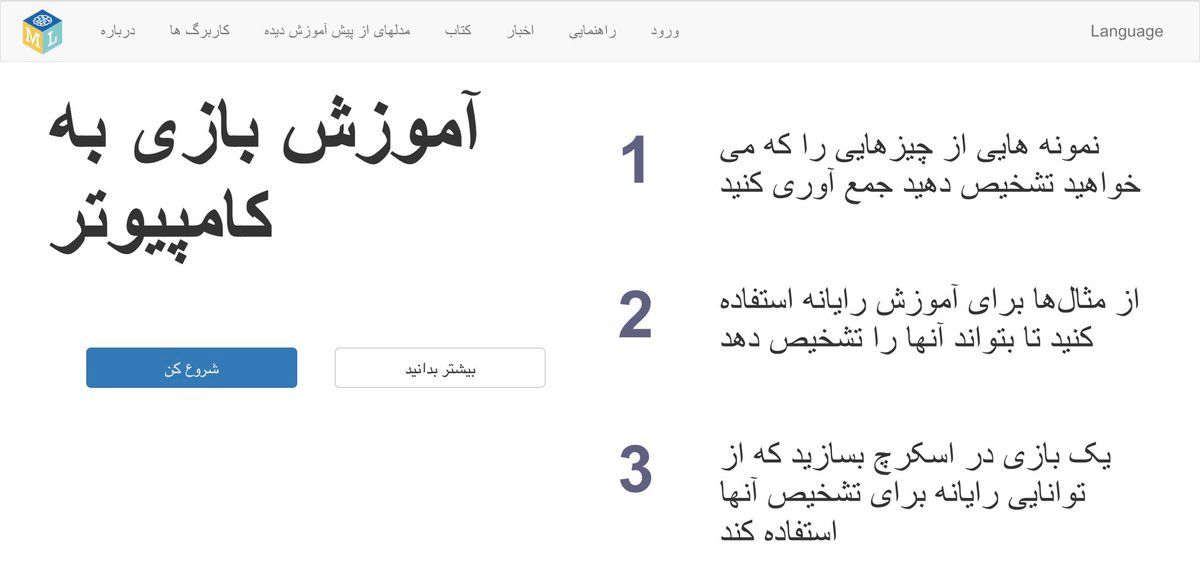 ML
درباره
کاربرگ ها
مدلهای از پیش آموزش دیده
کتاب
اخبار
راهنمایی
ورود
Language
آموزش بازی به
کامپیوتر
شروع کن
بیشتر بدانید
1
نمونه هایی از چیزهایی را که می
خواهید تشخیص دهید جمع آوری کنید
2
از مثال‌ها برای آموزش رایانه استفاده
کنید تا بتواند آنها را تشخیص دهد
3
یک بازی در اسکرچ بسازید که از
توانایی رایانه برای تشخیص آنها
استفاده کند